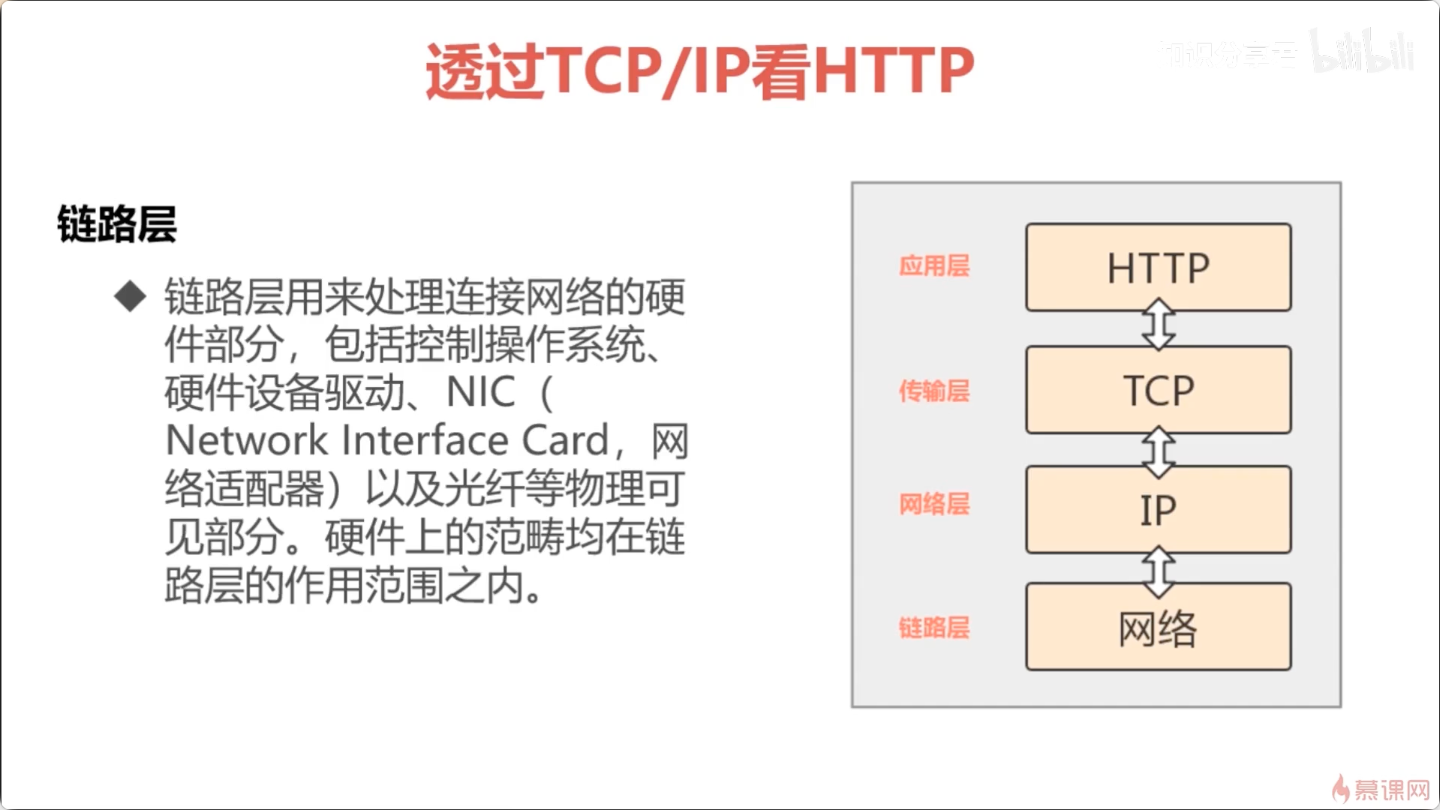 透过TCP/IP看HTTP
bilibili
链路层
◆ 链路层用来处理连接网络的硬
件部分，包括控制操作系统、
硬件设备驱动、NIC（
Network Interface Card，网
络适配器）以及光纤等物理可
见部分。硬件上的范畴均在链
路层的作用范围之内。
应用层
HTTP
传输层
TCP
网络层
IP
链路层
网络
慕课网